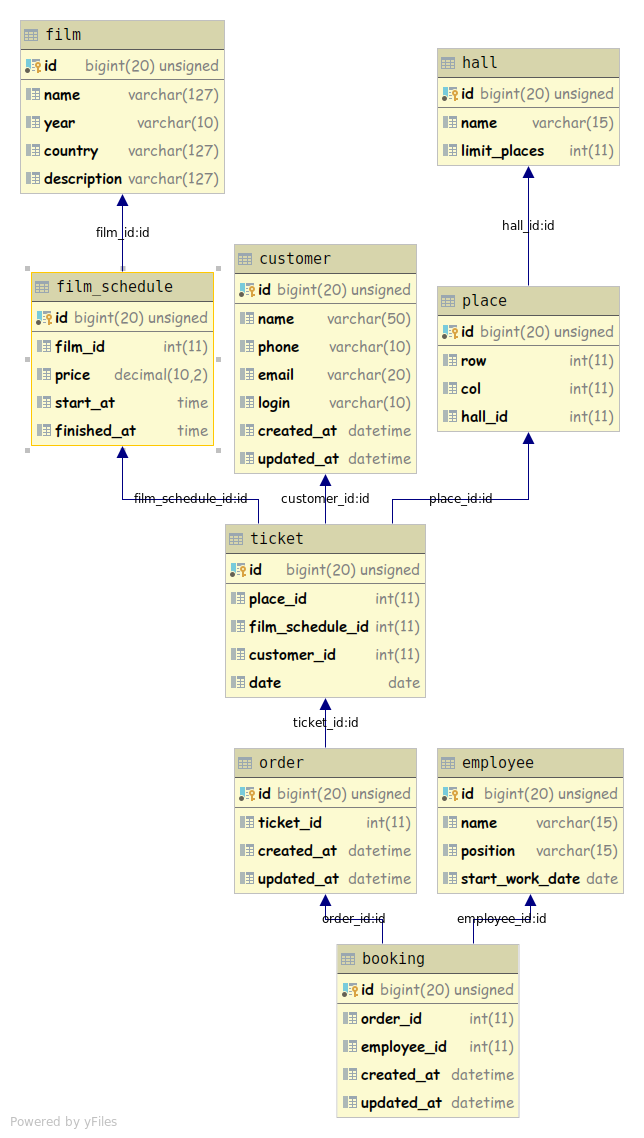 film
id bigint(20) unsigned
name varchar(127)
year varchar(10)
country varchar(127)
description varchar(127)
hall
id bigint(20) unsigned
name varchar(15)
limit_places int(11)
film_id:id
hall_id:id
film_schedule
id bigint(20) unsigned
film_id int(11)
price decimal(10,2)
start_at time
finished_at time
customer
id bigint(20) unsigned
name varchar(50)
phone varchar(10)
email varchar(20)
login varchar(10)
created_at datetime
updated_at datetime
place
id bigint(20) unsigned
row int(11)
col int(11)
hall_id int(11)
film_schedule_id:id
customer_id:id
place_id:id
ticket
id bigint(20) unsigned
place_id int(11)
film_schedule_id int(11)
customer_id int(11)
date date
ticket_id:id
order
id bigint(20) unsigned
ticket_id int(11)
created_at datetime
updated_at datetime
employee
id bigint(20) unsigned
name varchar(15)
position varchar(15)
start_work_date date
order_id:id
employee_id:id
booking
id bigint(20) unsigned
order_id int(11)
employee_id int(11)
created_at datetime
updated_at datetime
Powered by yFiles